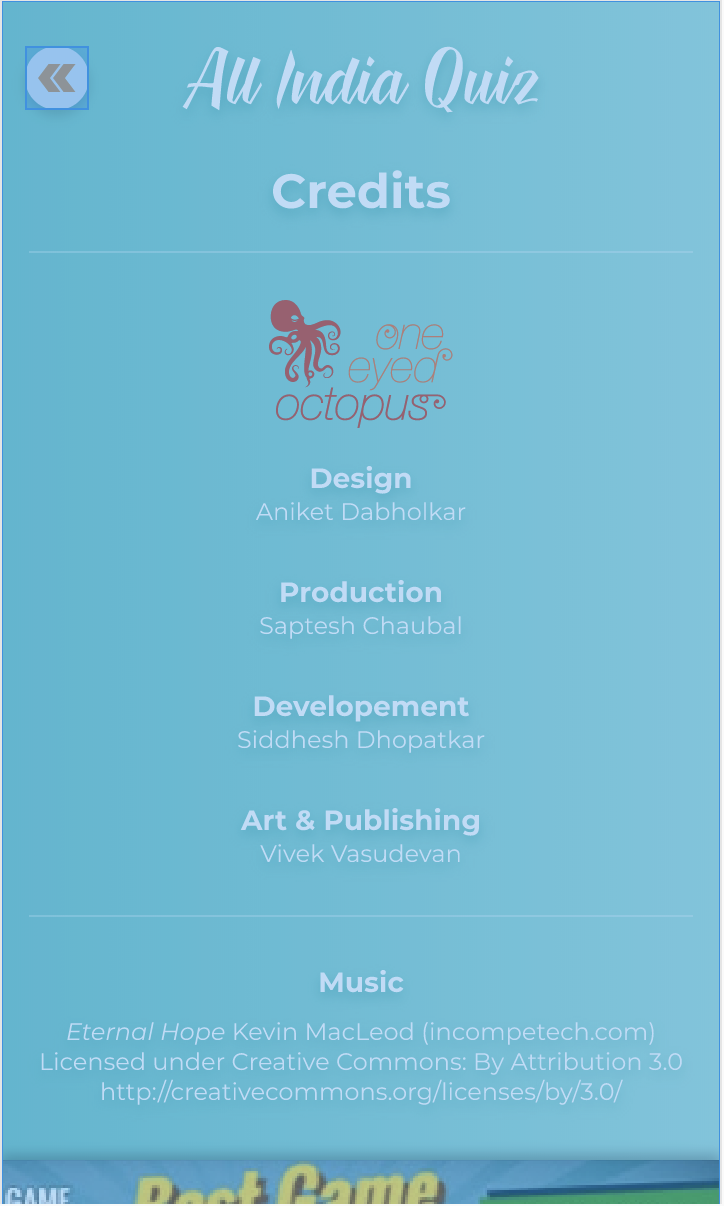 All India Quiz
Credits
one
eyed
octopus
Design
Aniket Dabholkar
Production
Saptesh Chaubal
Developement
Siddhesh Dhopatkar
Art & Publishing
Vivek Vasudevan
Music
Eternal Hope Kevin MacLeod (incompetech.com)
Licensed under Creative Commons: By Attribution 3.0
http://creativecommons.org/licenses/by/3.0/
GAME Best Game